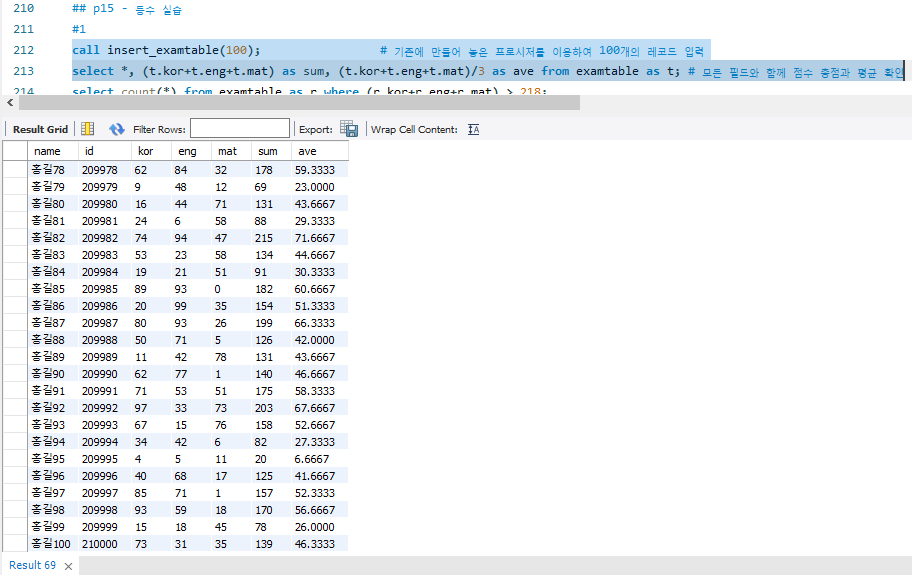 210 ## p15 - 등수 실습
211 #1
212 call insert_examtable(100); # 기존에 만들어 놓은 프로시저를 이용하여 100개의 레코드 입력
213 select *, (t.kor+t.eng+t.mat) as sum, (t.kor+t.eng+t.mat)/3 as ave from examtable as t; # 모든 필드와 함께 점수 총점과 평균 확인
214 select count(*) from examtable as r where (r.kor+r.eng+r.mat) > 218;
Result Grid Filter Rows: Export: Wrap Cell Content:
name id kor eng mat sum ave
홍길78 209978 62 84 32 178 59.3333
홍길79 209979 9 48 12 69 23.0000
홍길80 209980 16 44 71 131 43.6667
홍길81 209981 24 6 58 88 29.3333
홍길82 209982 74 94 47 215 71.6667
홍길83 209983 53 23 58 134 44.6667
홍길84 209984 19 21 51 91 30.3333
홍길85 209985 89 93 0 182 60.6667
홍길86 209986 20 99 35 154 51.3333
홍길87 209987 80 93 26 199 66.3333
홍길88 209988 50 71 5 126 42.0000
홍길89 209989 11 42 78 131 43.6667
홍길90 209990 62 77 1 140 46.6667
홍길91 209991 71 53 51 175 58.3333
홍길92 209992 97 33 73 203 67.6667
홍길93 209993 67 15 76 158 52.6667
홍길94 209994 34 42 6 82 27.3333
홍길95 209995 4 5 11 20 6.6667
홍길96 209996 40 68 17 125 41.6667
홍길97 209997 85 71 1 157 52.3333
홍길98 209998 93 59 18 170 56.6667
홍길99 209999 15 18 45 78 26.0000
홍길100 210000 73 31 35 139 46.3333
Result 69